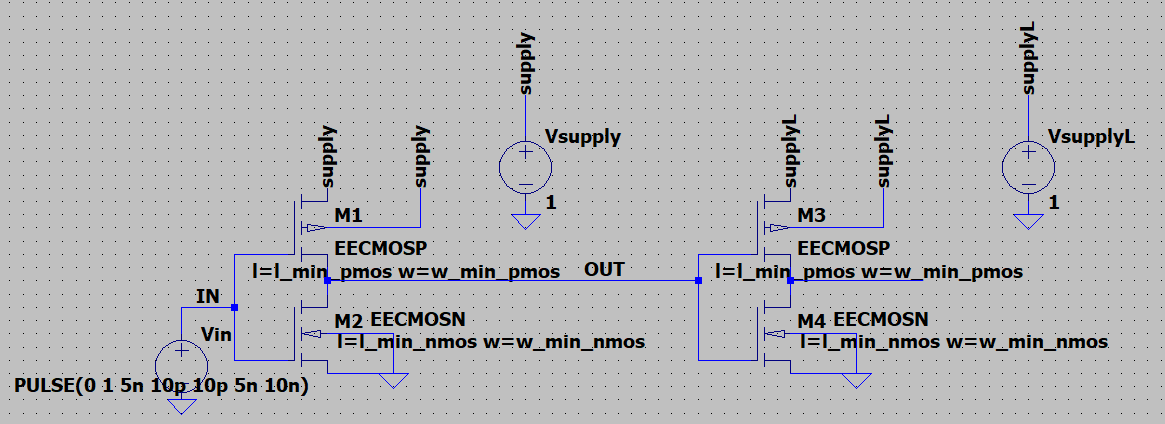 supply
supplyL
Vsupply
VsupplyL
supply
supply
supplyL
supplyL
1
1
M1
M3
EECMOSP
EECMOSP
l=l_min_pmos w=w_min_pmos
OUT
l=l_min_pmos w=w_min_pmos
IN
M2 EECMOSN
M4 EECMOSN
Vin
l=l_min_nmos w=w_min_nmos
l=l_min_nmos w=w_min_nmos
PULSE(0 1 5n 10p 10p 5n 10n)